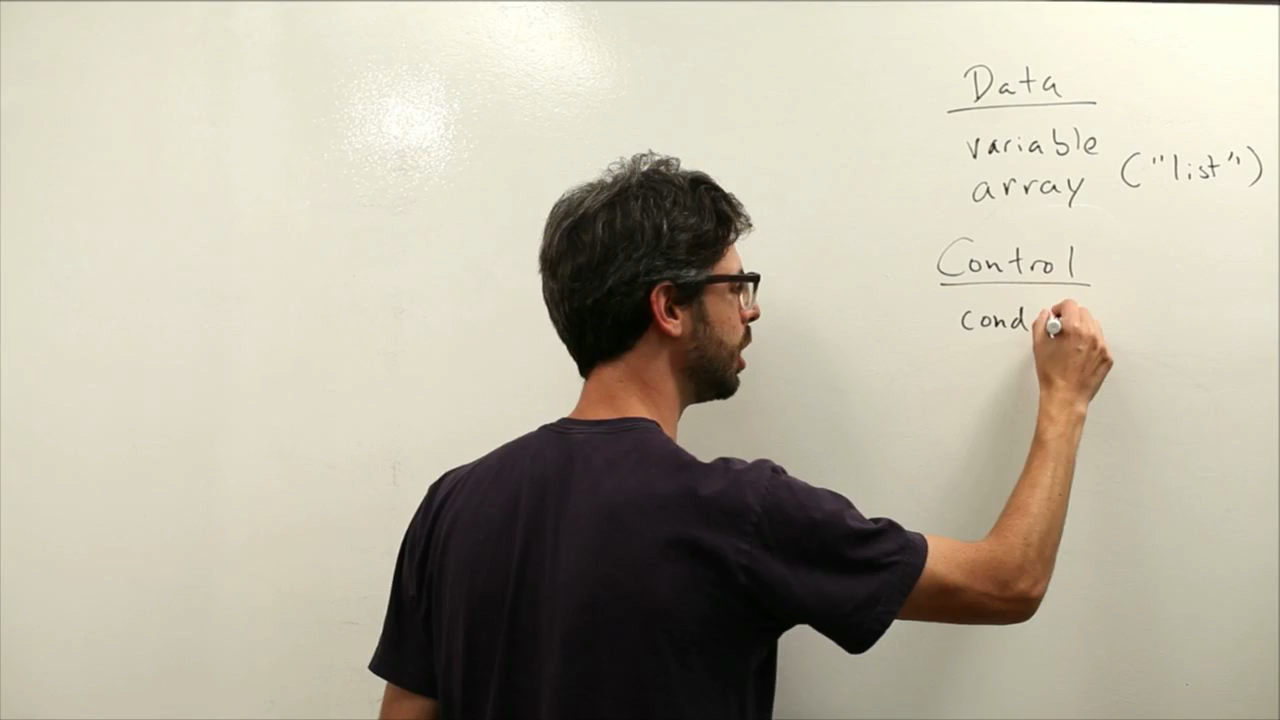 Data
variable
array ("list")
Control
cond